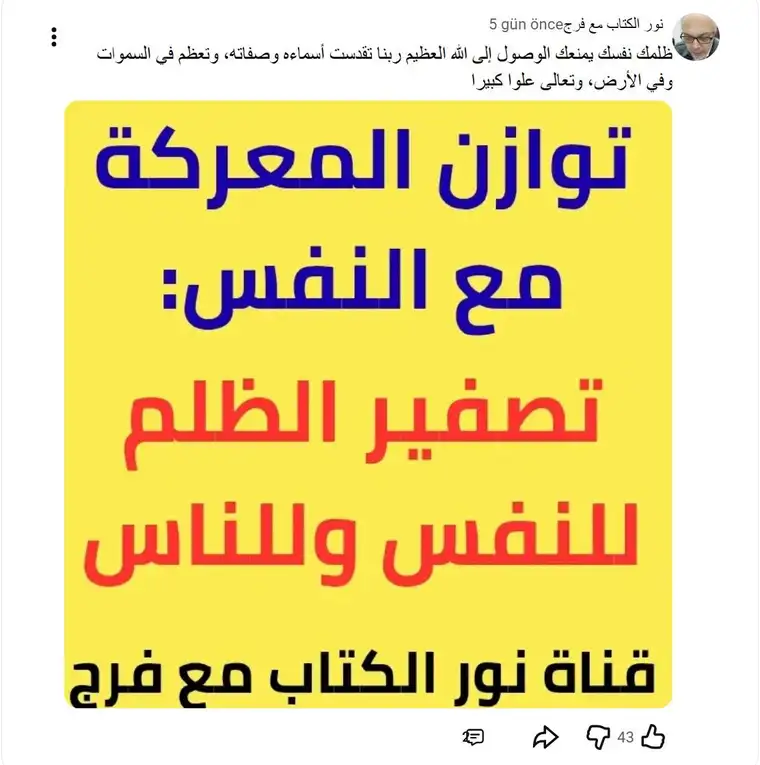 نور الكتاب مع فرج5 gün önce
ظلمك نفسك يمنعك الوصول إلى الله العظيم ربنا تقدست أسماءه وصفاته، وتعظم في السموات
وفي الأرض، وتعالى علوا كبيرا
توازن المعركة
مع النفس:
تصفير الظلم
للنفس وللناس
قناة نور الكتاب مع فرج
43
2